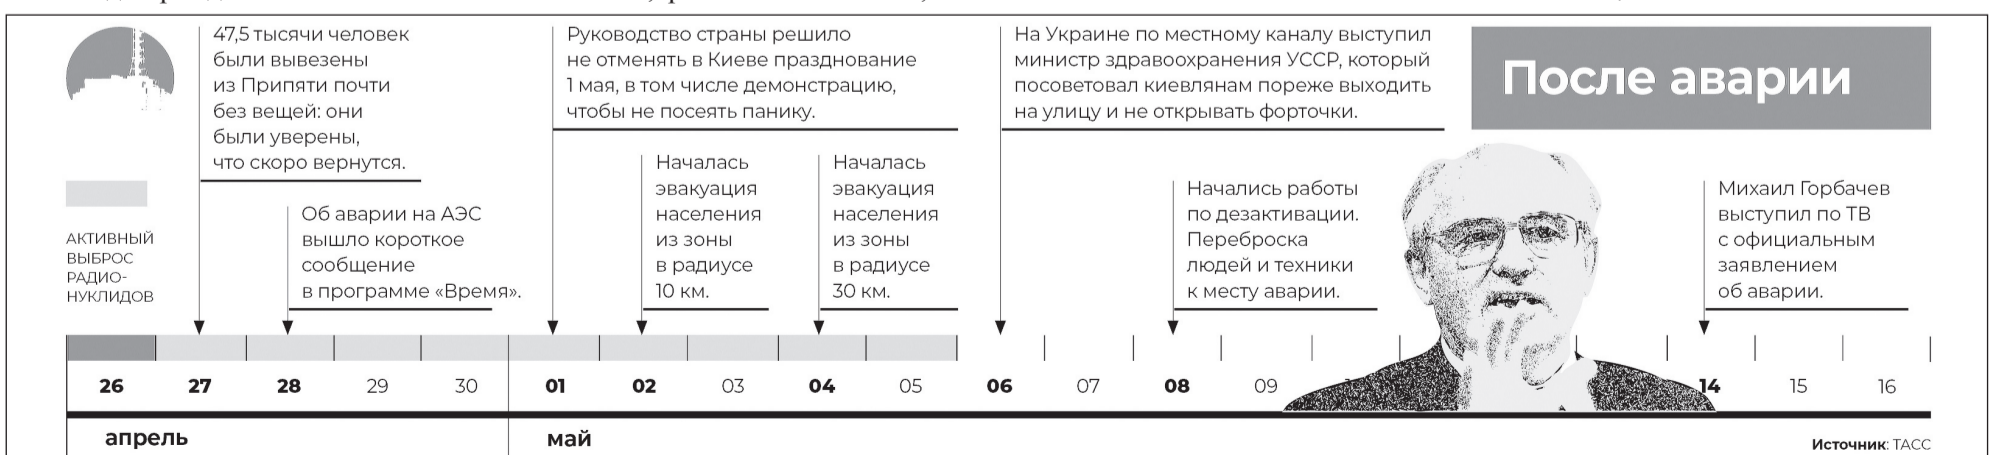 47,5 тысячи человек
были вывезены
из Припяти почти
без вещей: они
были уверены,
что скоро вернутся.
Руководство страны решило
не отменять в Киеве празднование
1 мая, в том числе демонстрацию,
чтобы не посеять панику.
На Украине по местному каналу выступил
министр здравоохранения УССР, который
посоветовал киевлянам пореже выходить
на улицу и не открывать форточки.
После аварии
АКТИВНЫЙ
ВЫБРОС
РАДИО-
НУКЛИДОВ
Об аварии на АЭС
вышло короткое
сообщение
в программе «Время».
Началась
эвакуация
населения
из зоны
в радиусе
10 км.
Началась
эвакуация
населения
из зоны
в радиусе
30 км.
Начались работы
по дезактивации.
Переброска
людей и техники
к месту аварии.
Михаил Горбачев
выступил по ТВ
с официальным
заявлением
об аварии.
26 27 28 29 30 01 02 03 04 05 06 07 08 09 14 15 16
апрель май
Источник: ТАСС